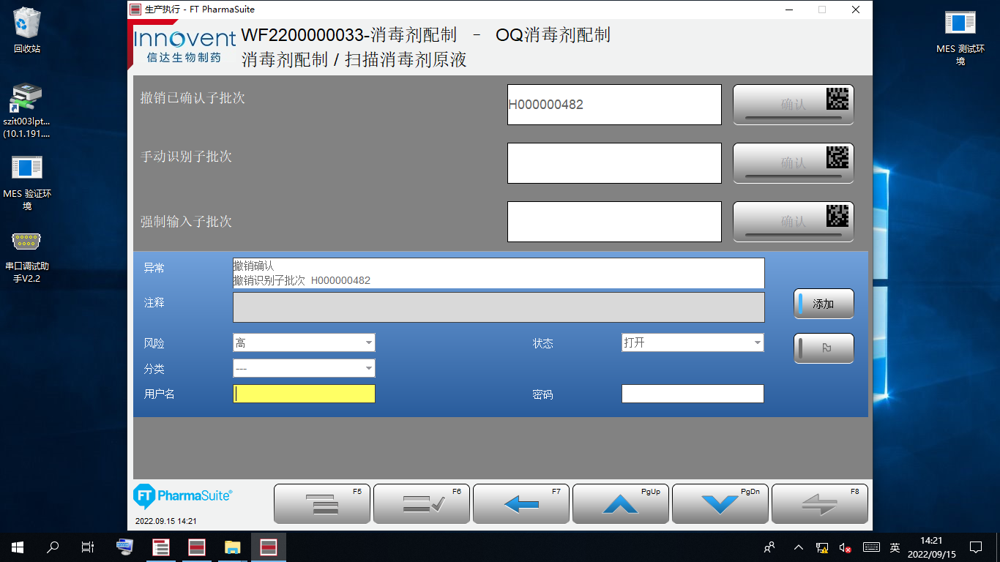 生产执行 - FT PharmaSuite
回收站
szit003lpt...
(10.1.191....
MES 验证环
境
串口调试助
手V2.2
MES 测试环
境
Innovent
信达生物制药
WF2200000033-消毒剂配制 - OQ消毒剂配制
消毒剂配制 / 扫描消毒剂原液
撤销已确认子批次
H000000482
确认
手动识别子批次
确认
强制输入子批次
确认
异常
撤销确认
撤销识别子批次 H000000482
注释
添加
风险
高
状态
打开
分类
---
用户名
密码
FT PharmaSuite®
2022.09.15 14:21
F5
F6
F7
PgUp
PgDn
F8
英
14:21
2022/09/15